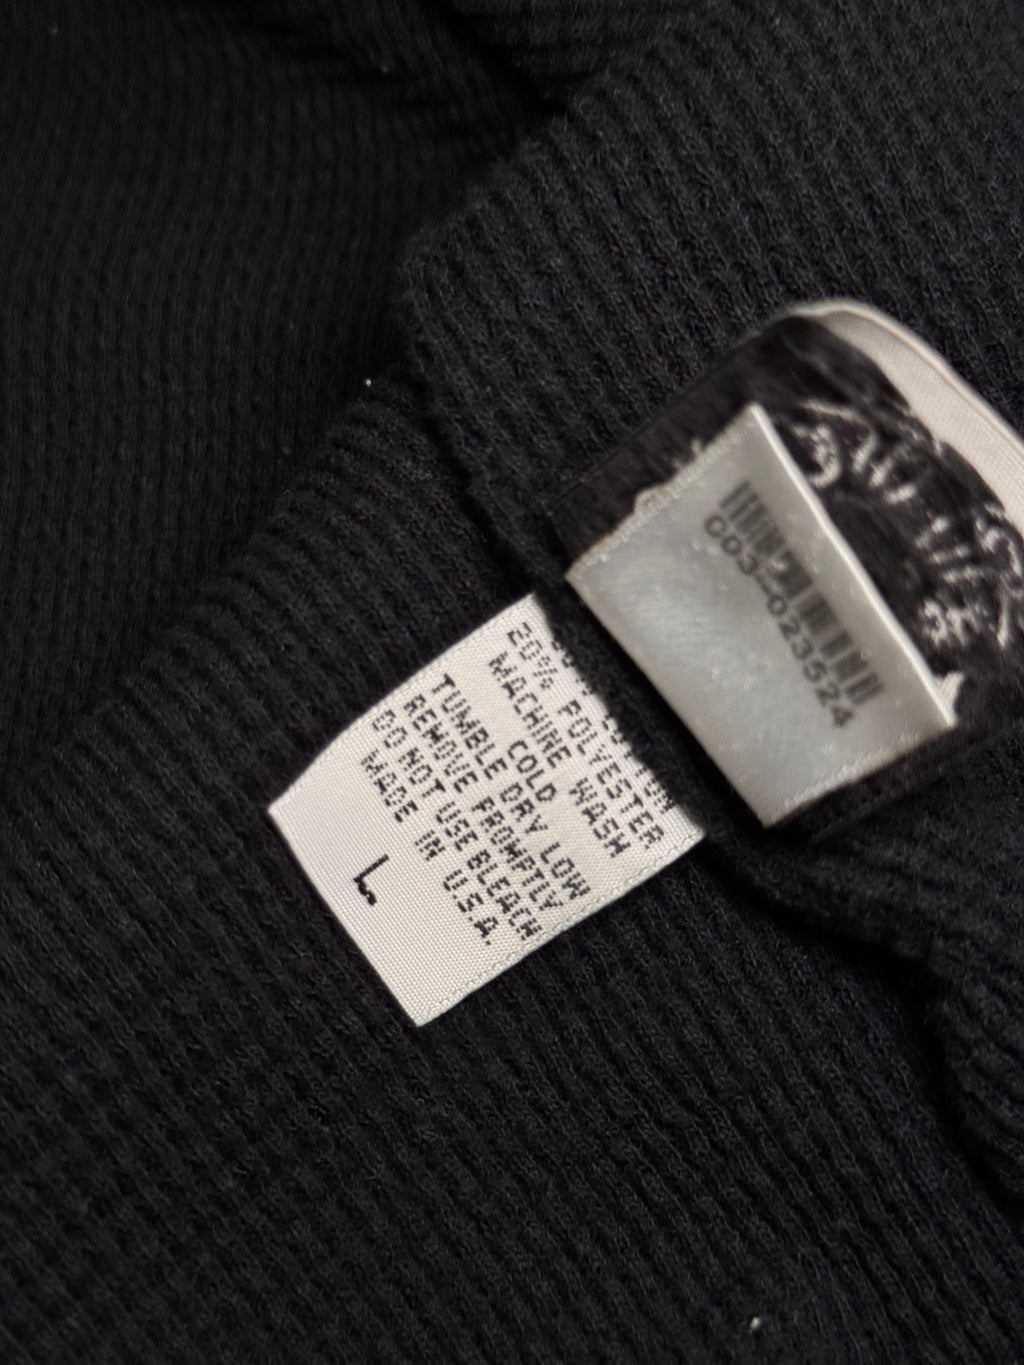 20% POLYESTER
MACHINE WASH
COLD
TUMBLE DRY LOW
REMOVE PROMPTLY
DO NOT USE BLEACH
MADE IN U.S.A.
L
C03-023524